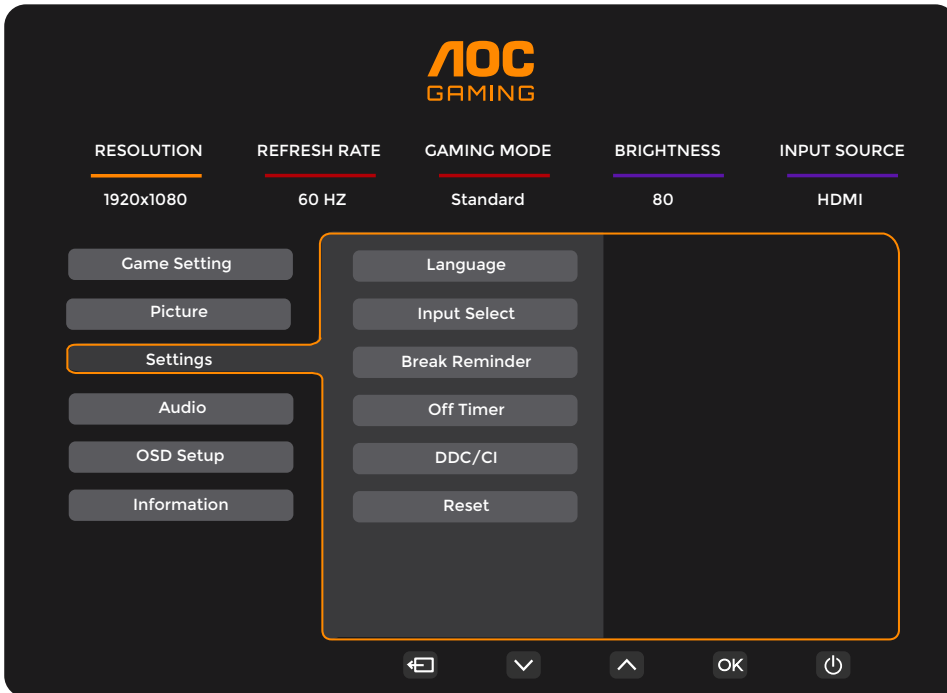 AOC
GAMING
RESOLUTION REFRESH RATE GAMING MODE BRIGHTNESS INPUT SOURCE
1920x1080 60 HZ Standard 80 HDMI
Game Setting Language
Picture Input Select
Settings Break Reminder
Audio Off Timer
OSD Setup DDC/CI
Information Reset
OK